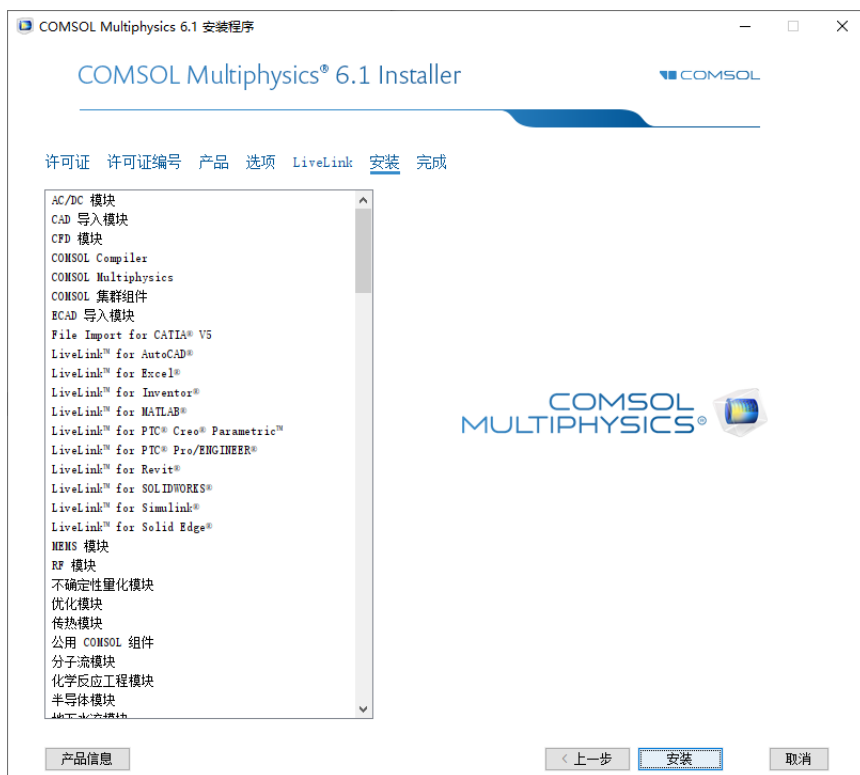 COMSOL Multiphysics 6.1 安装程序
COMSOL Multiphysics® 6.1 Installer
COMSOL
许可证 许可证编号 产品 选项 LiveLink 安装 完成
AC/DC 模块
CAD 导入模块
CFD 模块
COMSOL Compiler
COMSOL Multiphysics
COMSOL 集群组件
ECAD 导入模块
File Import for CATIA® V5
LiveLink™ for AutoCAD®
LiveLink™ for Excel®
LiveLink™ for Inventor®
LiveLink™ for MATLAB®
LiveLink™ for PTC® Creo® Parametric™
LiveLink™ for PTC® Pro/ENGINEER®
LiveLink™ for Revit®
LiveLink™ for SOLIDWORKS®
LiveLink™ for Simulink®
LiveLink™ for Solid Edge®
MEMS 模块
RF 模块
不确定性量化模块
优化模块
传热模块
公用 COMSOL 组件
分子流模块
化学反应工程模块
半导体模块
地下水流模块
COMSOL
MULTIPHYSICS®
产品信息
< 上一步
安装
取消